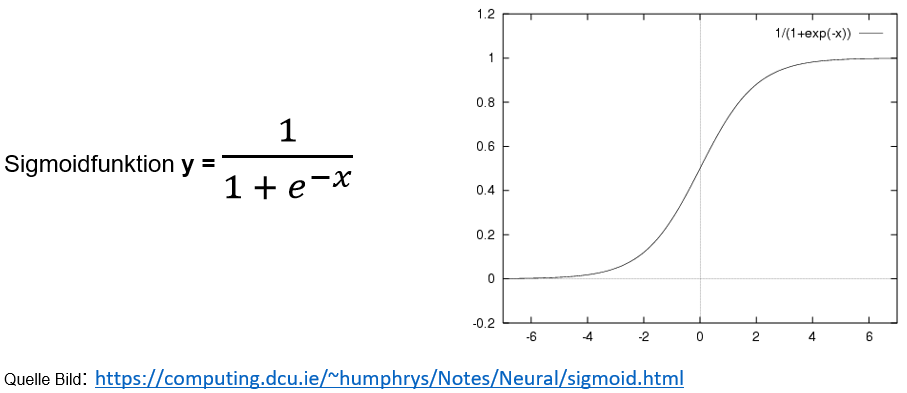 Sigmoidfunktion y = 1 / (1 + e^−x)
1.2
1/(1+exp(-x))
1
0.8
0.6
0.4
0.2
0
-0.2
-6 -4 -2 0 2 4 6
Quelle Bild: https://computing.dcu.ie/~humphrys/Notes/Neural/sigmoid.html